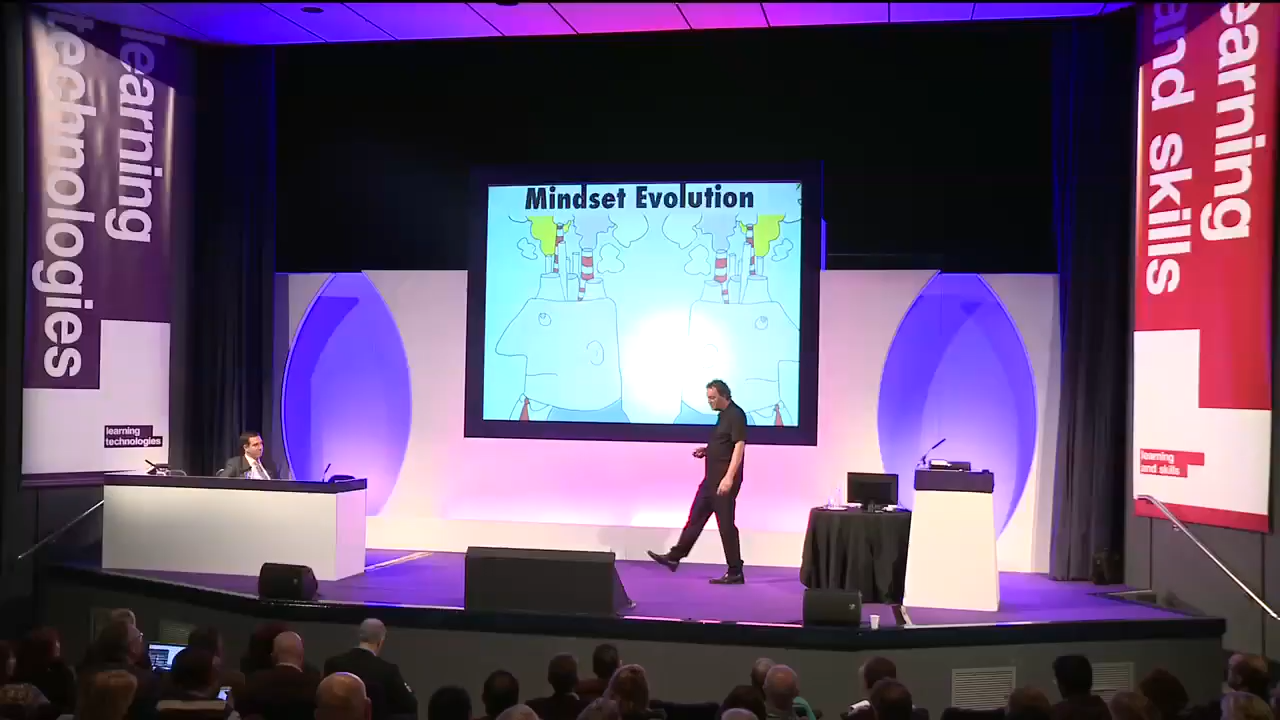 learning
technologies
learning
technologies
Mindset Evolution
learning
and skills
learning
and skills